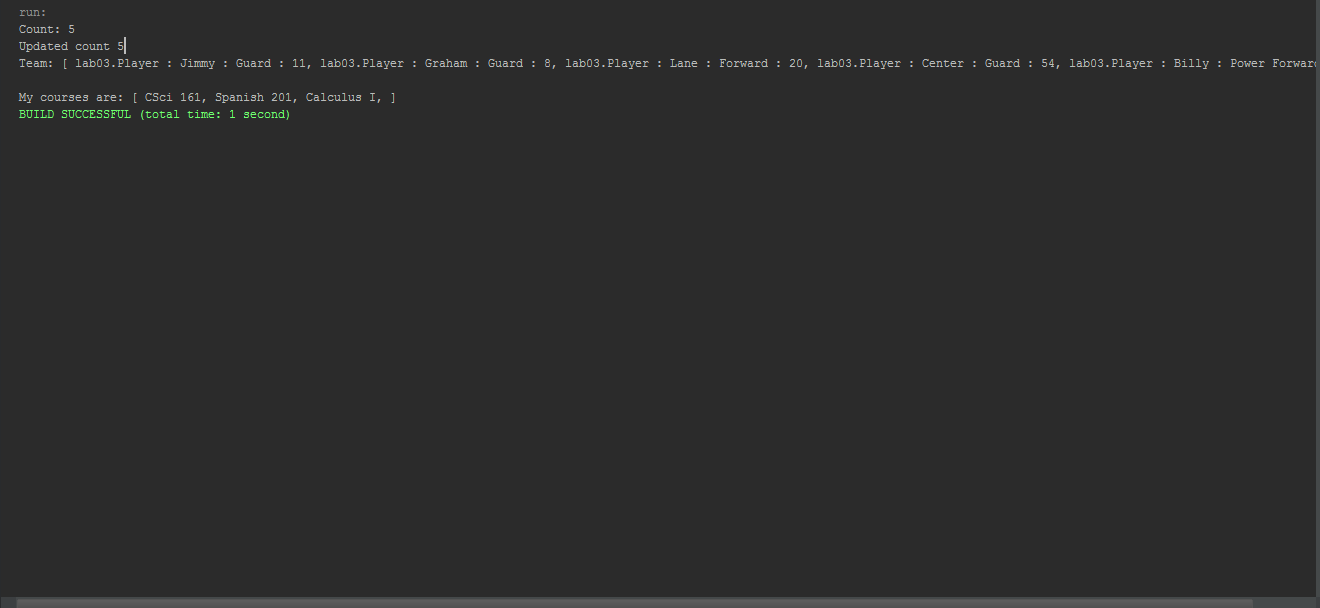 run:
Count: 5
Updated count 5
Team: [ lab03.Player : Jimmy : Guard : 11, lab03.Player : Graham : Guard : 8, lab03.Player : Lane : Forward : 20, lab03.Player : Center : Guard : 54, lab03.Player : Billy : Power Forward
My courses are: [ CSci 161, Spanish 201, Calculus I, ]
BUILD SUCCESSFUL (total time: 1 second)